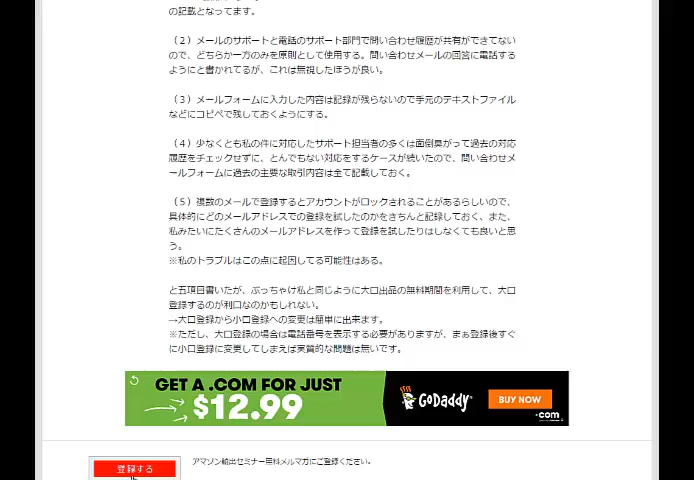 の記載となってます。
（２）メールのサポートと電話のサポート部門で問い合わせ履歴が共有ができてない
ので、どちらか一方のみを原則として使用する。問い合わせメールの回答に電話する
ようにと書かれてるが、これは無視したほうが良い。
（３）メールフォームに入力した内容は記録が残らないので手元のテキストファイル
などにコピペで残しておくようにする。
（４）少なくとも私の件に対応したサポート担当者の多くは面倒臭がって過去の対応
履歴をチェックせずに、とんでもない対応をするケースが続いたので、問い合わせメ
ールフォームに過去の主要な取引内容は全て記載しておく。
（５）複数のメールで登録するとアカウントがロックされることがあるらしいので、
具体的にどのメールアドレスでの登録を試したのかをきちんと記録しておく、また、
私みたいにたくさんのメールアドレスを作って登録を試したりはしなくても良いと思
う。
※私のトラブルはこの点に起因してる可能性はある。
と五項目書いたが、ぶっちゃけ私と同じように大口出品の無料期間を利用して、大口
登録するのが利口なのかもしれない。
→大口登録から小口登録への変更は簡単に出来ます。
※ただし、大口登録の場合は電話番号を表示する必要がありますが、まぁ登録後すぐ
に小口登録に変更してしまえば実質的な問題は無いです。
GET A .COM FOR JUST
$12.99
GoDaddy
BUY NOW
.com
登録する
アマゾン輸出セミナー無料メルマガにご登録ください。